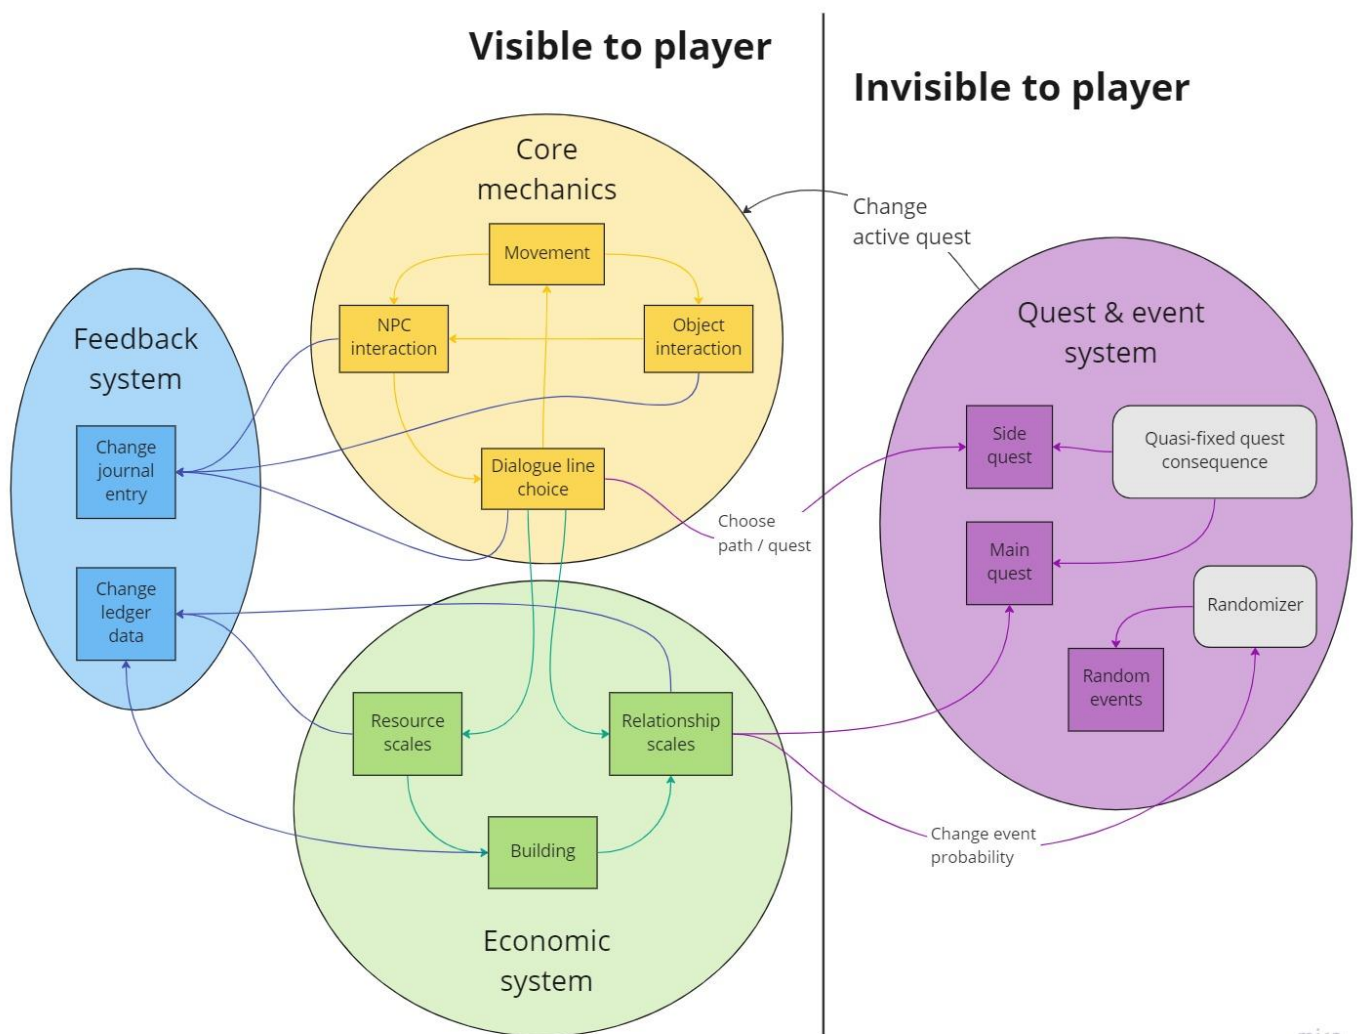 Visible to player
Invisible to player
Core
mechanics
Movement
NPC
interaction
Object
interaction
Dialogue line
choice
Change
active quest
Choose
path / quest
Feedback
system
Change
journal
entry
Change
ledger
data
Quest & event
system
Side
quest
Quasi-fixed quest
consequence
Main
quest
Randomizer
Random
events
Resource
scales
Relationship
scales
Building
Economic
system
Change event
probability